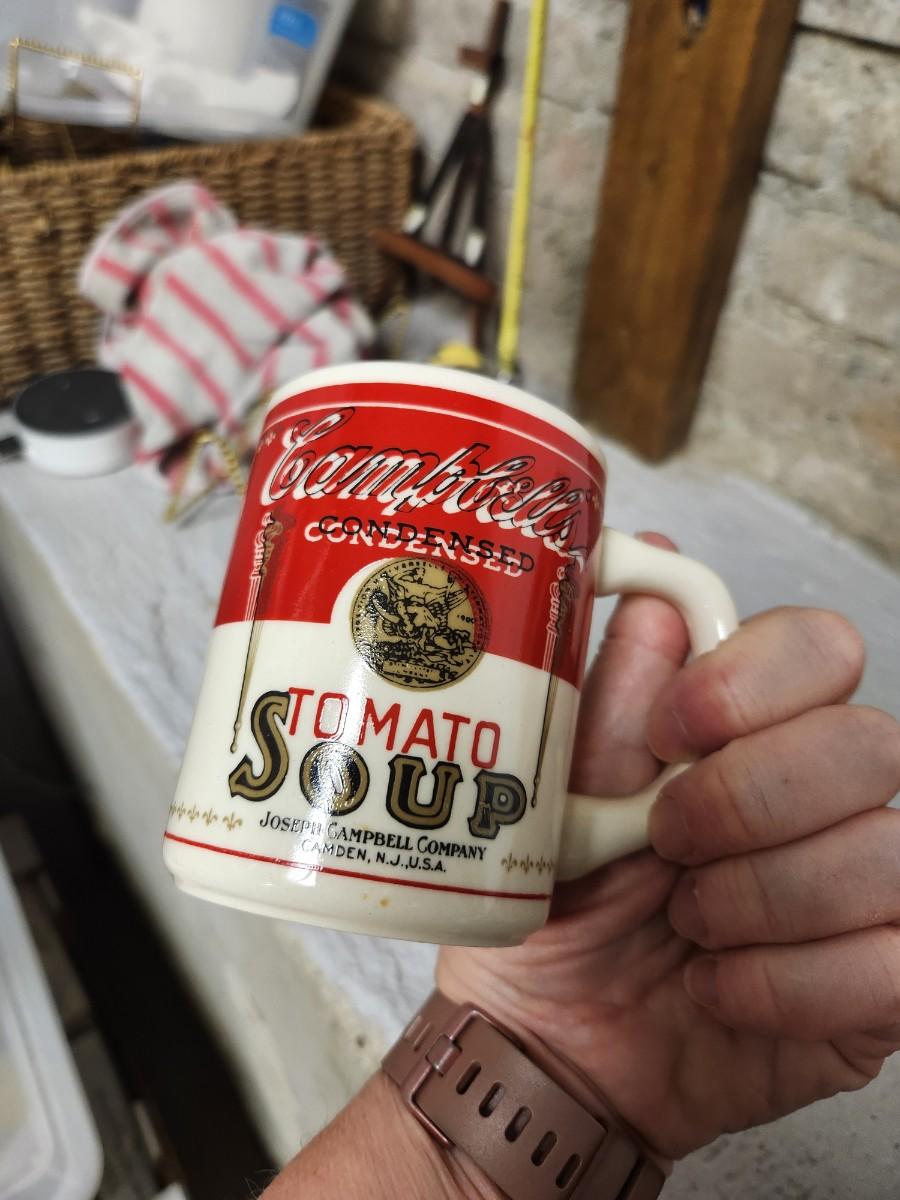 Campbell's
CONDENSED
TOMATO
SOUP
JOSEPH CAMPBELL COMPANY
CAMDEN, N.J., U.S.A.